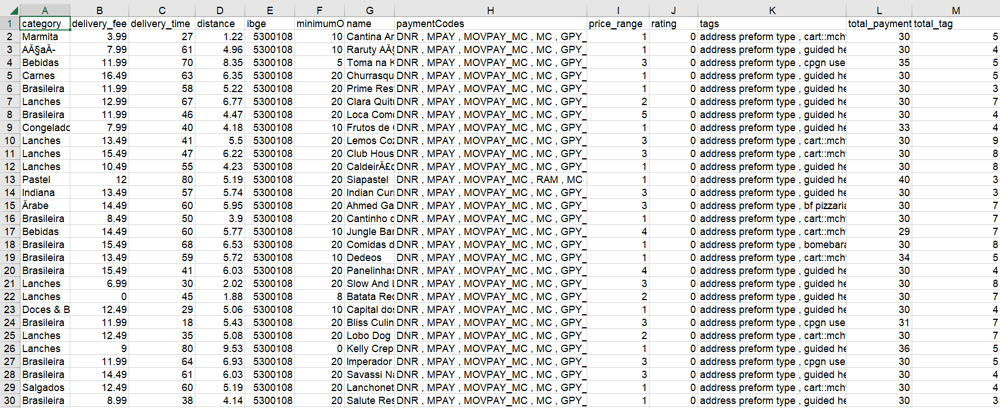 A B C D E F G H I J K L M
1 category delivery_fee delivery_time distance ibge minimumO name paymentCodes price_range rating tags total_payment total_tag
2 Marmita 3.99 27 1.22 5300108 10 Cantina Ar DNR , MPAY , MOVPAY_MC , MC , GPY_ 1 0 address preform type , cart::mch 30 5
3 AĂ§aĂ- 7.99 61 4.96 5300108 10 Raruty AĂ§ DNR , MPAY , MOVPAY_MC , MC , GPY_ 1 0 address preform type , guided he 30 4
4 Bebidas 11.99 70 8.35 5300108 5 Toma na K DNR , MPAY , MOVPAY_MC , MC , GPY_ 3 0 address preform type , cpgn use 35 5
5 Carnes 16.49 63 6.35 5300108 20 Churrasqu DNR , MPAY , MOVPAY_MC , MC , GPY_ 1 0 address preform type , guided he 30 5
6 Brasileira 11.99 58 5.22 5300108 20 Prime Res DNR , MPAY , MOVPAY_MC , MC , GPY_ 1 0 address preform type , guided he 30 3
7 Lanches 12.99 67 6.77 5300108 20 Clara Quitu DNR , MPAY , MOVPAY_MC , MC , GPY_ 2 0 address preform type , guided he 30 7
8 Brasileira 11.99 46 4.47 5300108 20 Loca Como DNR , MPAY , MOVPAY_MC , MC , GPY_ 5 0 address preform type , guided he 30 4
9 Congelado 7.99 40 4.18 5300108 10 Frutos de DNR , MPAY , MOVPAY_MC , MC , GPY_ 1 0 address preform type , guided he 33 4
10 Lanches 13.49 41 5.5 5300108 20 Lemos Coz DNR , MPAY , MOVPAY_MC , MC , GPY_ 3 0 address preform type , cart::mch 30 9
11 Lanches 15.49 47 6.22 5300108 20 Club Hous DNR , MPAY , MOVPAY_MC , MC , GPY_ 3 0 address preform type , cart::mch 30 8
12 Lanches 10.49 55 4.23 5300108 20 CaldeirĂ£o DNR , MPAY , MOVPAY_MC , MC , GPY_ 1 0 address preform type , guided he 30 8
13 Pastel 12 80 5.19 5300108 20 Siapastel DNR , MPAY , MOVPAY_MC , RAM , MC 1 0 address preform type , guided he 40 3
14 Indiana 13.49 57 5.74 5300108 20 Indian Curr DNR , MPAY , MOVPAY_MC , MC , GPY_ 3 0 address preform type , guided he 30 3
15 Ărabe 14.49 60 5.95 5300108 20 Ahmed Ga DNR , MPAY , MOVPAY_MC , MC , GPY_ 3 0 address preform type , bf pizzaria 30 7
16 Brasileira 8.49 50 3.9 5300108 20 Cantinho d DNR , MPAY , MOVPAY_MC , MC , GPY_ 1 0 address preform type , cart::mch 30 7
17 Bebidas 14.49 60 5.77 5300108 10 Jungle Bar DNR , MPAY , MOVPAY_MC , MC , GPY_ 4 0 address preform type , cart::mch 29 7
18 Brasileira 15.49 68 6.53 5300108 20 Comidas d DNR , MPAY , MOVPAY_MC , MC , GPY_ 1 0 address preform type , bomebara 30 8
19 Brasileira 13.49 59 5.72 5300108 10 Dedeos DNR , MPAY , MOVPAY_MC , MC , GPY_ 1 0 address preform type , cart::mch 34 5
20 Brasileira 15.49 41 6.03 5300108 20 Panelinhas DNR , MPAY , MOVPAY_MC , MC , GPY_ 4 0 address preform type , guided he 30 4
21 Lanches 6.99 30 2.02 5300108 20 Slow And L DNR , MPAY , MOVPAY_MC , MC , GPY_ 3 0 address preform type , guided he 30 8
22 Lanches 0 45 1.88 5300108 8 Batata Rec DNR , MPAY , MOVPAY_MC , MC , GPY_ 2 0 address preform type , guided he 30 7
23 Doces & B 12.49 29 5.06 5300108 10 Capital dos DNR , MPAY , MOVPAY_MC , MC , GPY_ 1 0 address preform type , guided he 30 4
24 Brasileira 11.99 18 5.43 5300108 20 Bliss Culin DNR , MPAY , MOVPAY_MC , MC , GPY_ 3 0 address preform type , cpgn use 31 7
25 Lanches 12.49 35 5.08 5300108 20 Lobo Dog DNR , MPAY , MOVPAY_MC , MC , GPY_ 2 0 address preform type , cart::mch 30 7
26 Lanches 9 80 9.53 5300108 0 Kelly Crep DNR , MPAY , MOVPAY_MC , MC , GPY_ 1 0 address preform type , guided he 36 5
27 Brasileira 11.99 64 6.93 5300108 20 Imperador DNR , MPAY , MOVPAY_MC , MC , GPY_ 3 0 address preform type , cpgn use 30 5
28 Brasileira 14.49 61 6.03 5300108 20 Savassi Na DNR , MPAY , MOVPAY_MC , MC , GPY_ 3 0 address preform type , guided he 30 4
29 Salgados 12.49 60 5.19 5300108 20 Lanchonet DNR , MPAY , MOVPAY_MC , MC , GPY_ 1 0 address preform type , cart::mch 30 4
30 Brasileira 8.99 38 4.14 5300108 20 Salute Res DNR , MPAY , MOVPAY_MC , MC , GPY_ 1 0 address preform type , guided he 30 3